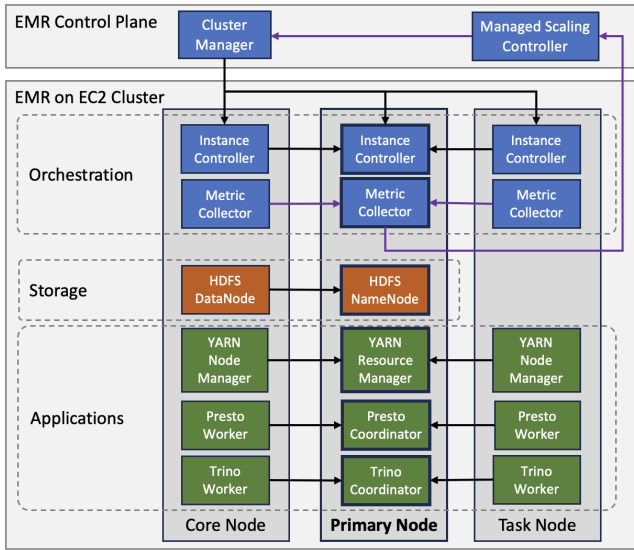 EMR Control Plane
Cluster
Manager
Managed Scaling
Controller
EMR on EC2 Cluster
Orchestration
Instance
Controller
Instance
Controller
Instance
Controller
Metric
Collector
Metric
Collector
Metric
Collector
Storage
HDFS
DataNode
HDFS
NameNode
Applications
YARN
Node
Manager
YARN
Resource
Manager
YARN
Node
Manager
Presto
Worker
Presto
Coordinator
Presto
Worker
Trino
Worker
Trino
Coordinator
Trino
Worker
Core Node
Primary Node
Task Node